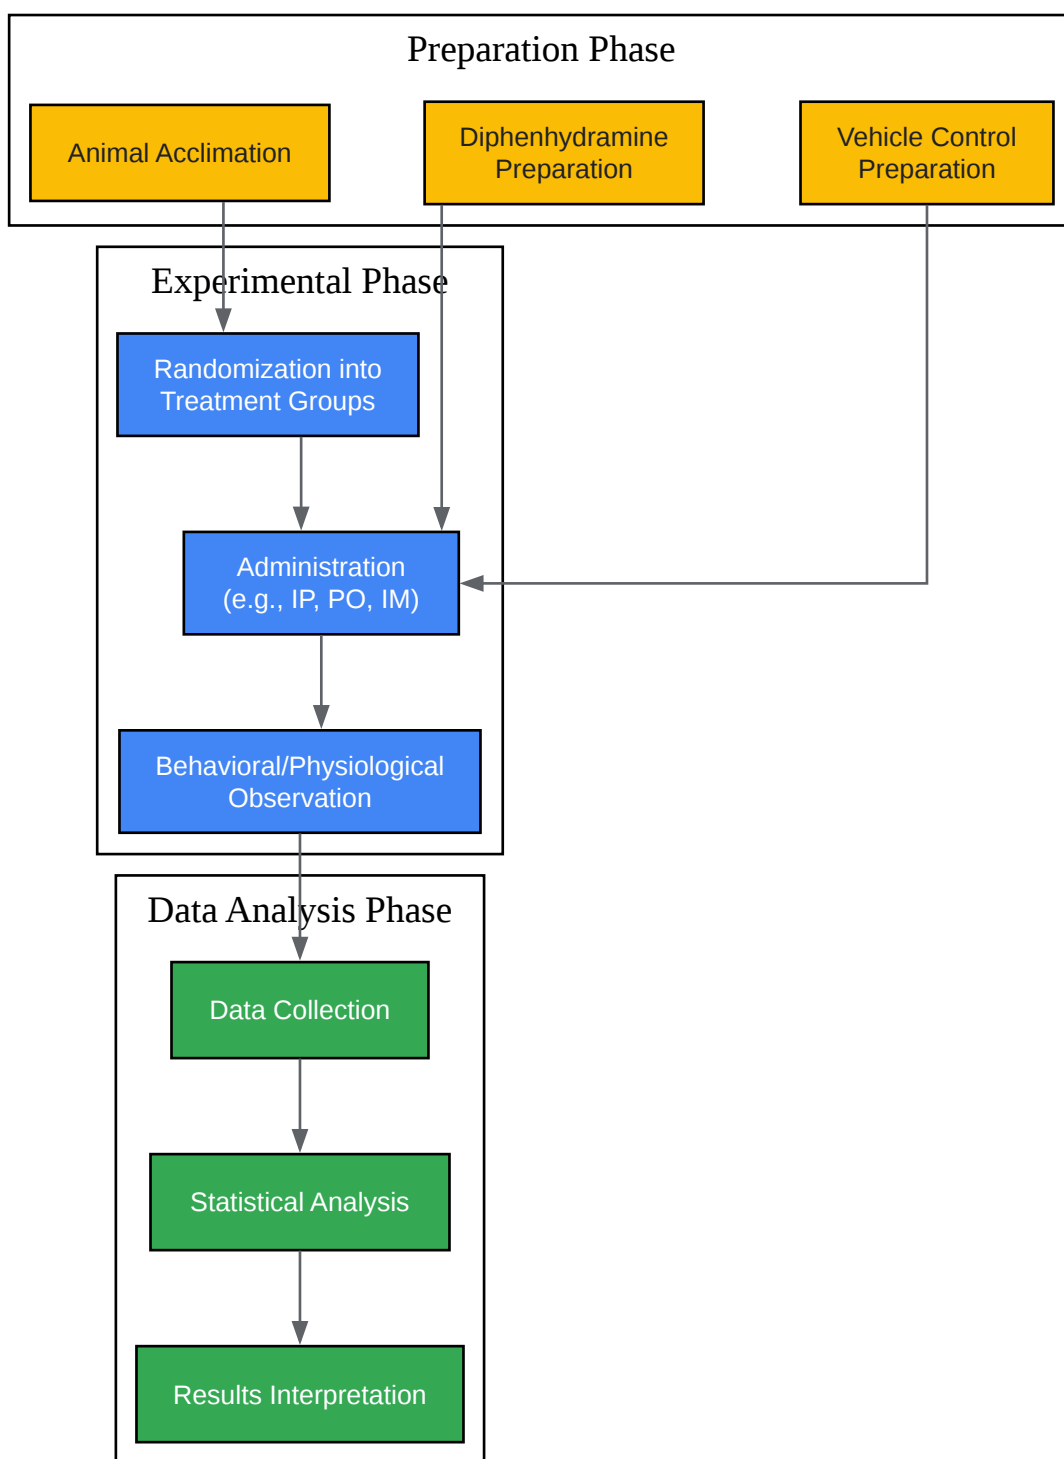 Preparation Phase
Animal Acclimation
Diphenhydramine
Preparation
Vehicle Control
Preparation
Experimental Phase
Randomization into
Treatment Groups
Administration
(e.g., IP, PO, IM)
Behavioral/Physiological
Observation
Data Analysis Phase
Data Collection
Statistical Analysis
Results Interpretation